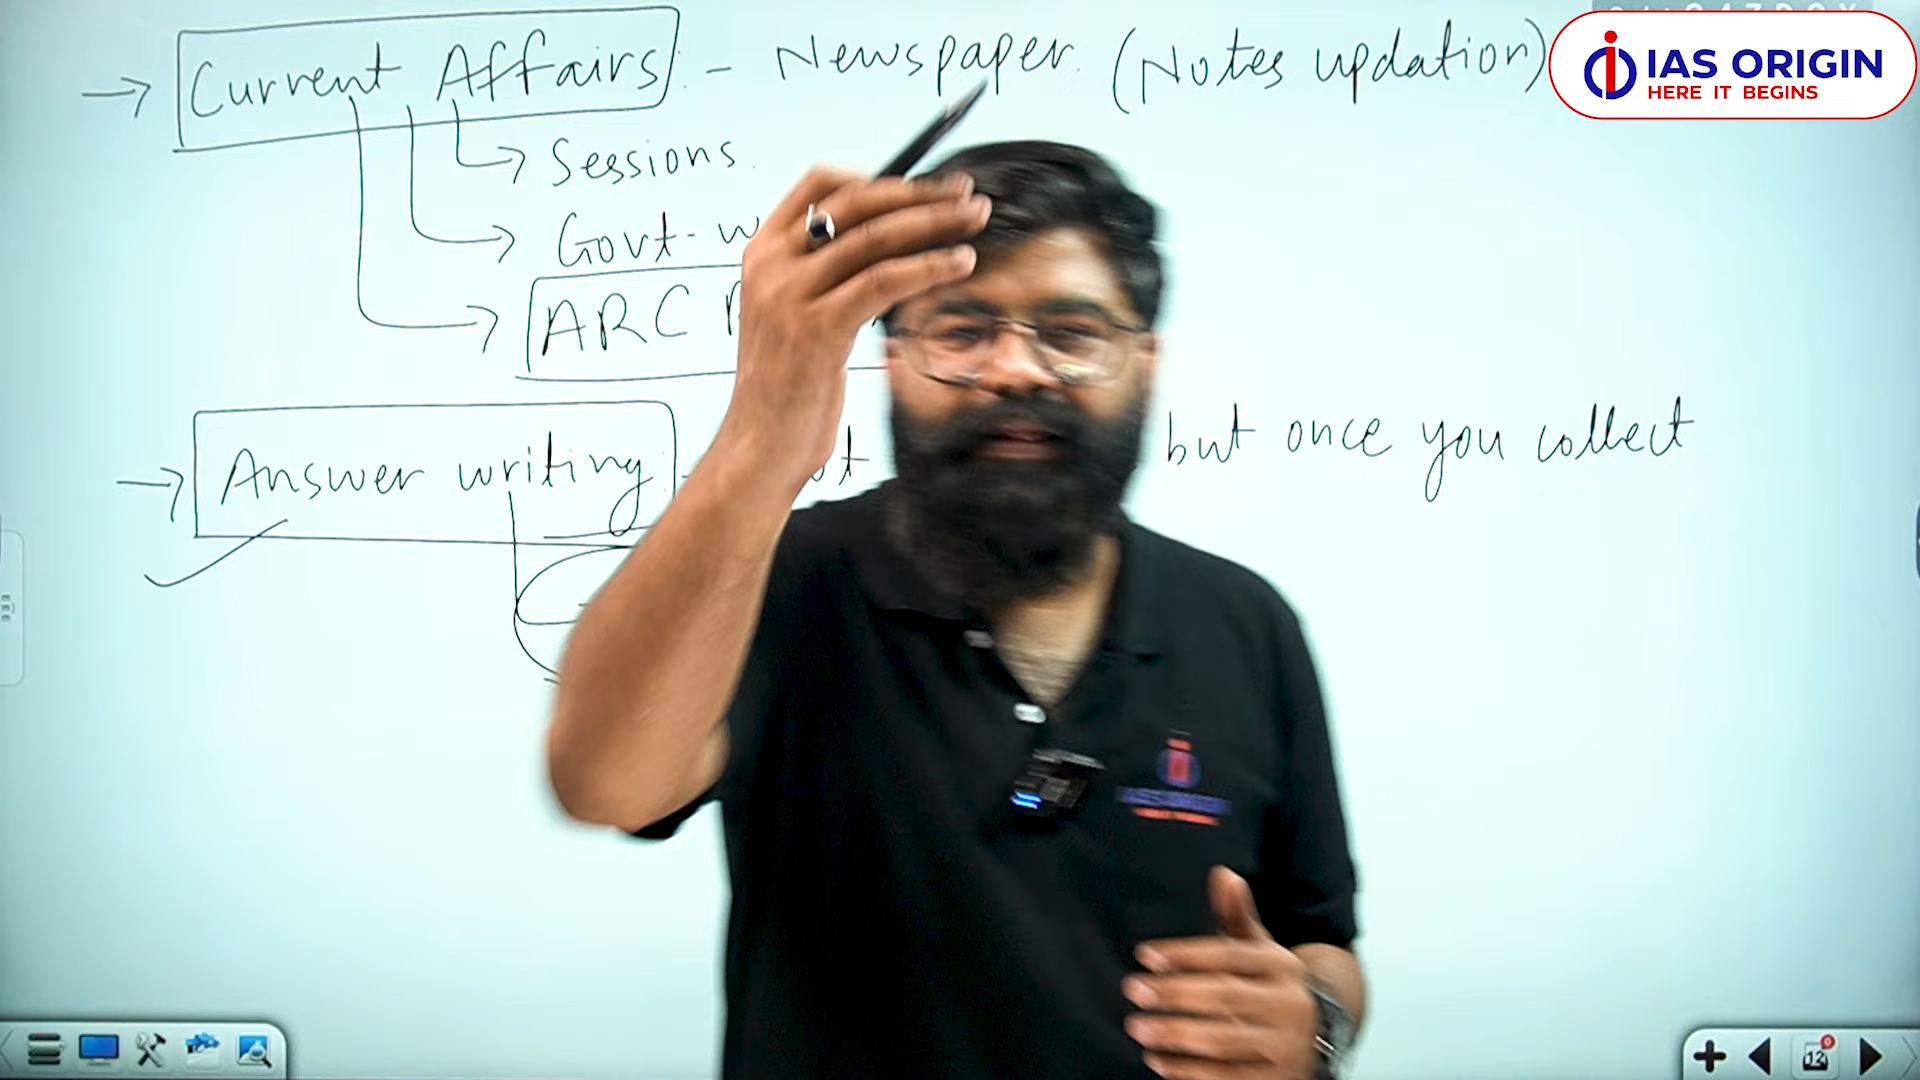 → Current Affairs - Newspaper (Notes updation)
IAS ORIGIN
HERE IT BEGINS
→ Sessions
→ Govt-
→ ARC
→ Answer writing - but once you collect
12